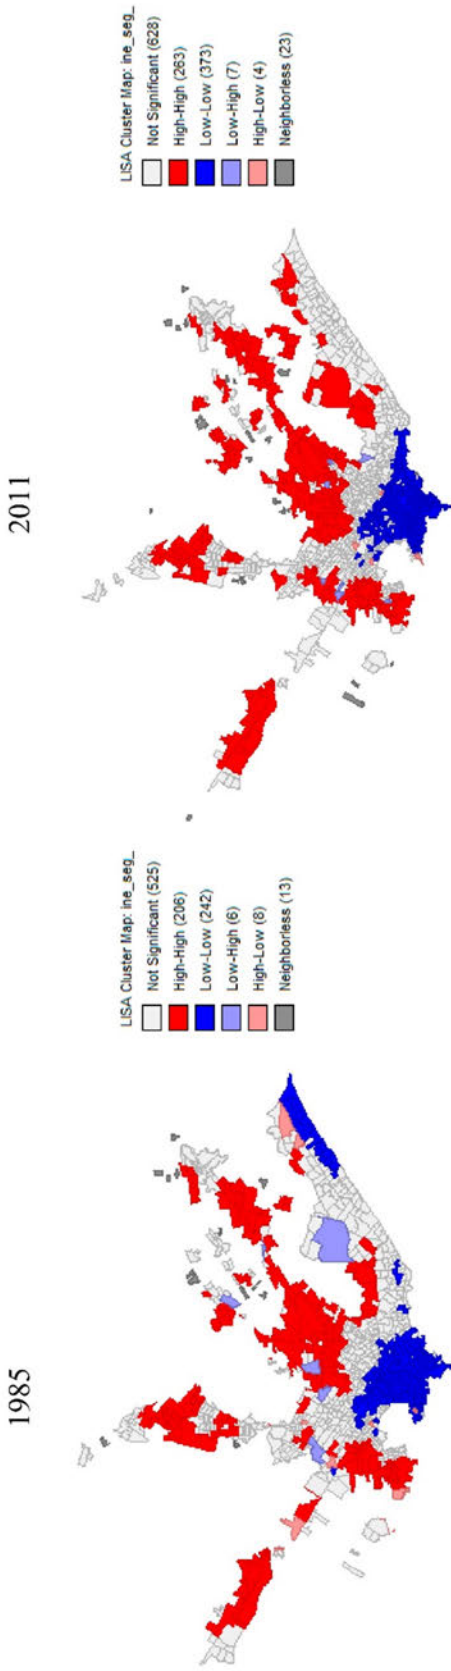 1985
LISA Cluster Map: ine_seg_
Not Significant (525)
High-High (206)
Low-Low (242)
Low-High (6)
High-Low (8)
Neighborless (13)
2011
LISA Cluster Map: ine_seg_
Not Significant (628)
High-High (263)
Low-Low (373)
Low-High (7)
High-Low (4)
Neighborless (23)